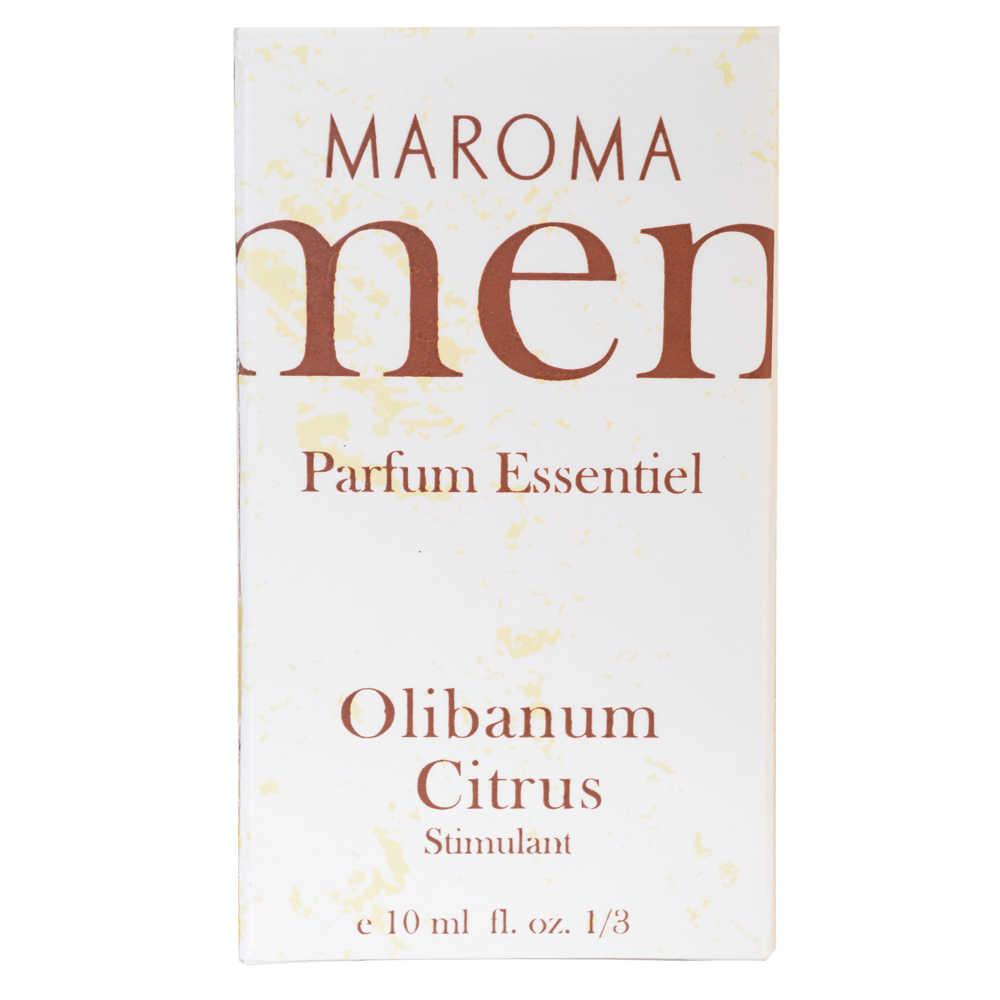 MAROMA
men
Parfum Essentiel
Olibanum
Citrus
Stimulant
e 10 ml fl. oz. 1/3